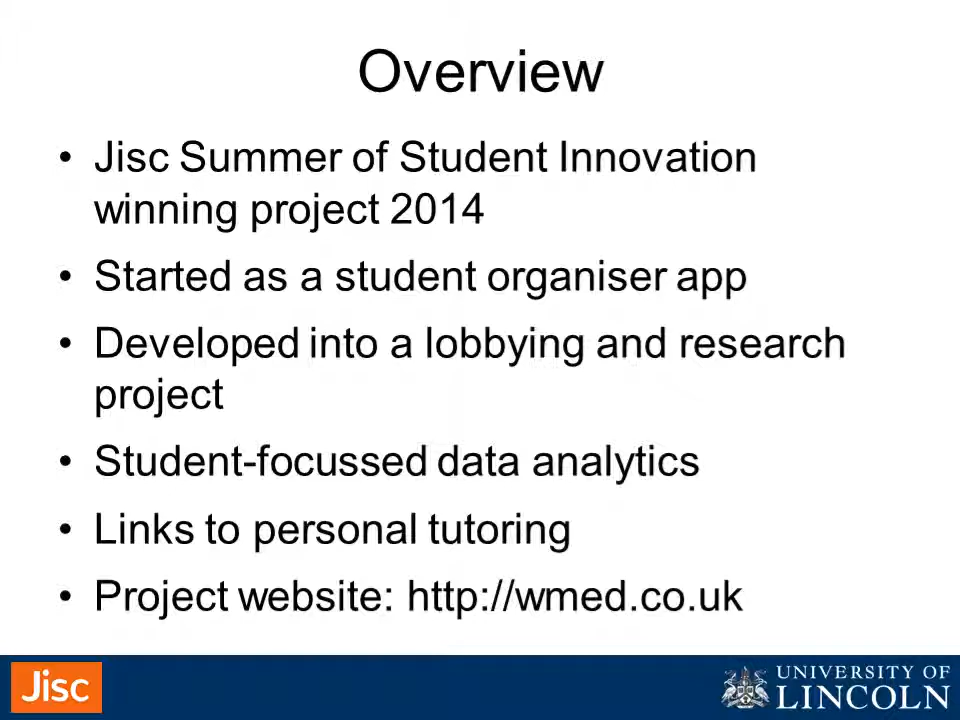 Overview
• Jisc Summer of Student Innovation
winning project 2014
• Started as a student organiser app
• Developed into a lobbying and research
project
• Student-focussed data analytics
• Links to personal tutoring
• Project website: http://wmed.co.uk
Jisc
UNIVERSITY OF
LINCOLN